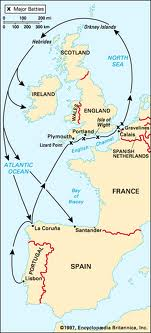 x Major Battles
Orkney Islands
Hebrides
SCOTLAND
NORTH
SEA
IRELAND
WALES
ENGLAND
Isle of
Wight
Portland
Plymouth
Gravelines
Calais
Lizard Point
English Channel
SPANISH
NETHERLANDS
ATLANTIC
OCEAN
FRANCE
Bay
of
Biscay
La Coruña
Santander
PORTUGAL
SPAIN
Lisbon
©1997, Encyclopaedia Britannica, Inc.